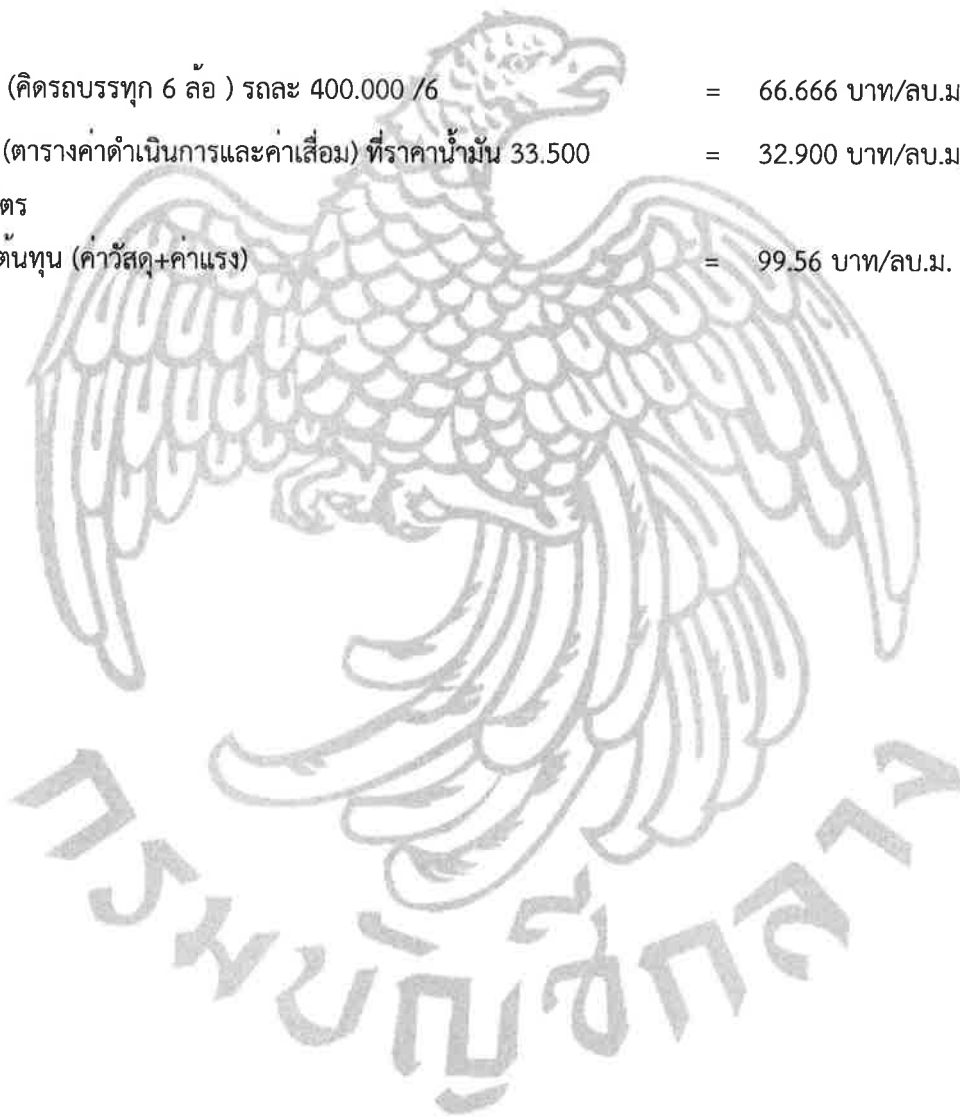 (คิดรถบรรทุก 6 ล้อ ) รถละ 400.000 /6 = 66.666 บาท/ลบ.ม
(ตารางค่าดำเนินการและค่าเสื่อม) ที่ราคาน้ำมัน 33.500 = 32.900 บาท/ลบ.ม
ตร
ต้นทุน (ค่าวัสดุ+ค่าแรง) = 99.56 บาท/ลบ.ม.
กรมบัญชีกลาง